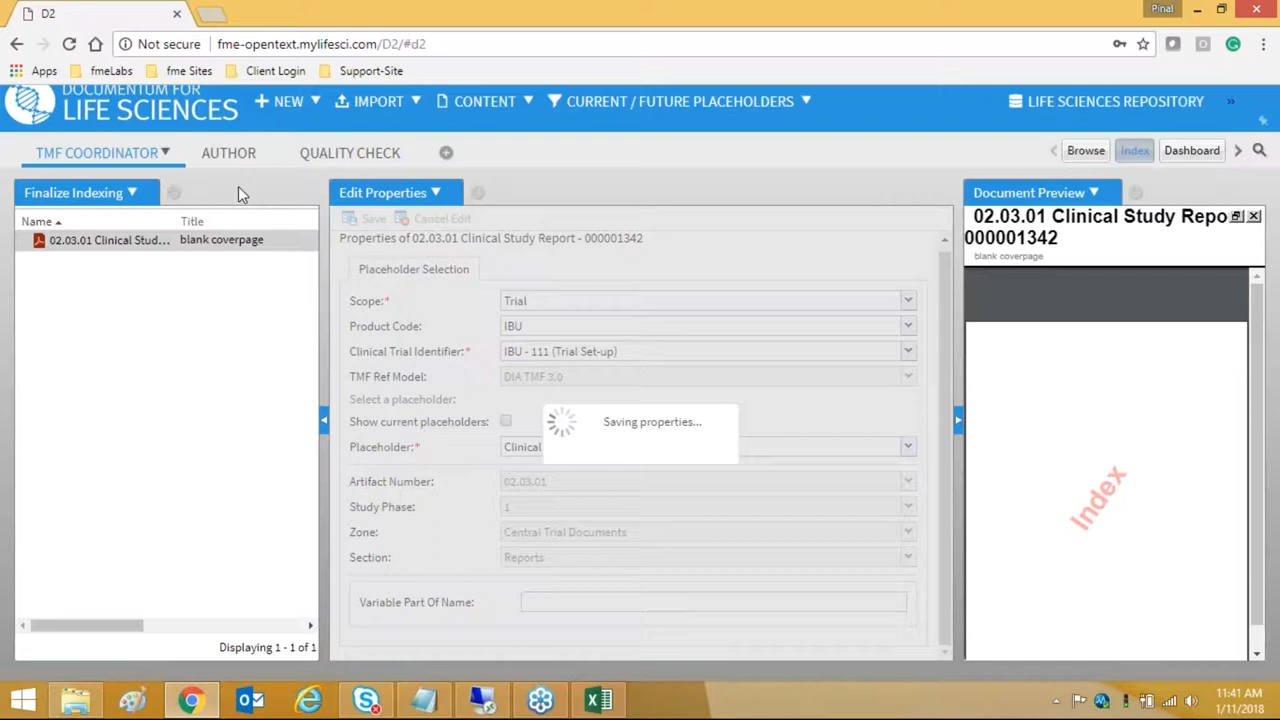 D2
Pinal
Not secure
fme-opentext.mylifesci.com/D2/#d2
Apps
fmeLabs
fme Sites
Client Login
Support-Site
DOCUMENTUM FOR
LIFE SCIENCES
NEW
IMPORT
CONTENT
CURRENT / FUTURE PLACEHOLDERS
LIFE SCIENCES REPOSITORY
»
TMF COORDINATOR
AUTHOR
QUALITY CHECK
Browse
Index
Dashboard
Finalize Indexing
Name
Title
02.03.01 Clinical Stud...
blank coverpage
Displaying 1 - 1 of 1
Edit Properties
Save
Cancel Edit
Properties of 02.03.01 Clinical Study Report - 000001342
Placeholder Selection
Scope:*
Trial
Product Code:
IBU
Clinical Trial Identifier:*
IBU - 111 (Trial Set-up)
TMF Ref Model:
DIA TMF 3.0
Select a placeholder:
Show current placeholders:
Saving properties...
Placeholder:*
Clinical
Artifact Number:
02.03.01
Study Phase:
1
Zone:
Central Trial Documents
Section:
Reports
Variable Part Of Name:
Document Preview
02.03.01 Clinical Study Repo
000001342
blank coverpage
Index
11:41 AM
1/11/2018